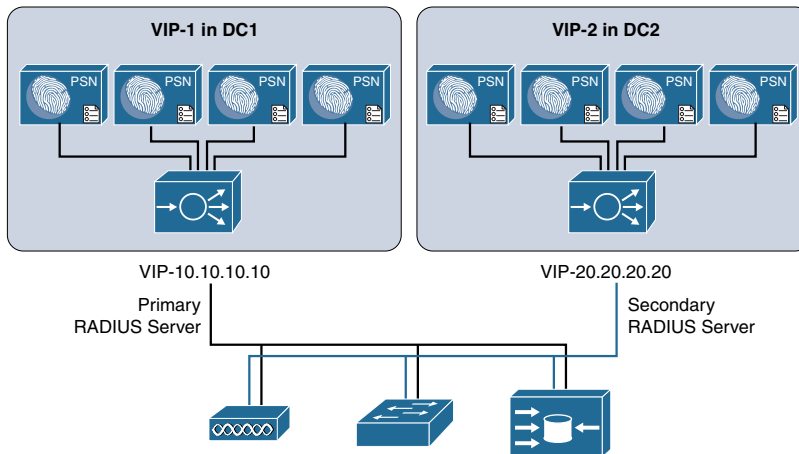 VIP-1 in DC1
PSN
PSN
PSN
PSN
VIP-2 in DC2
PSN
PSN
PSN
PSN
VIP-10.10.10.10
VIP-20.20.20.20
Primary
RADIUS Server
Secondary
RADIUS Server